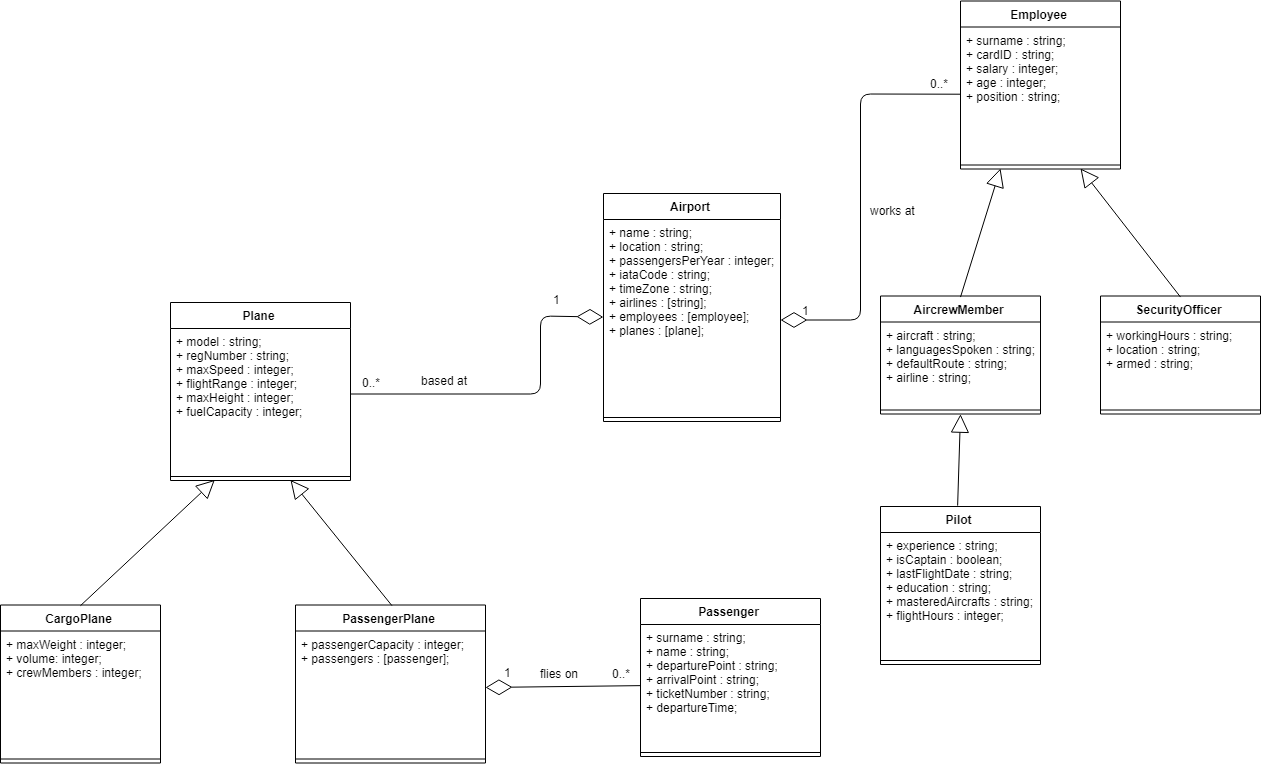 Employee
+ surname : string;
+ cardID : string;
+ salary : integer;
+ age : integer;
+ position : string;
0..*
works at
Airport
+ name : string;
+ location : string;
+ passengersPerYear : integer;
+ iataCode : string;
+ timeZone : string;
+ airlines : [string];
+ employees : [employee];
+ planes : [plane];
1
1
Plane
+ model : string;
+ regNumber : string;
+ maxSpeed : integer;
+ flightRange : integer;
+ maxHeight : integer;
+ fuelCapacity : integer;
0..*
based at
AircrewMember
+ aircraft : string;
+ languagesSpoken : string;
+ defaultRoute : string;
+ airline : string;
SecurityOfficer
+ workingHours : string;
+ location : string;
+ armed : string;
Pilot
+ experience : string;
+ isCaptain : boolean;
+ lastFlightDate : string;
+ education : string;
+ masteredAircrafts : string;
+ flightHours : integer;
CargoPlane
+ maxWeight : integer;
+ volume: integer;
+ crewMembers : integer;
PassengerPlane
+ passengerCapacity : integer;
+ passengers : [passenger];
1
flies on
0..*
Passenger
+ surname : string;
+ name : string;
+ departurePoint : string;
+ arrivalPoint : string;
+ ticketNumber : string;
+ departureTime;